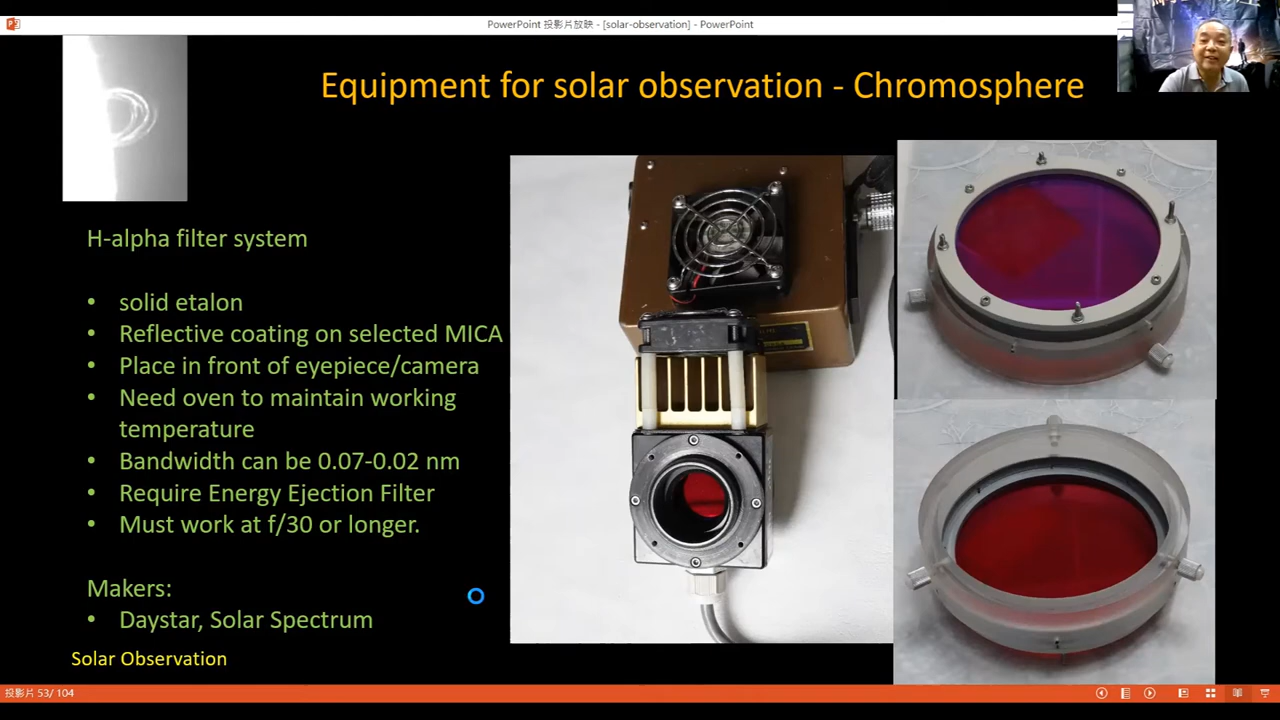 PowerPoint 投影片放映 - [solar-observation] - PowerPoint
Equipment for solar observation - Chromosphere
H-alpha filter system
• solid etalon
• Reflective coating on selected MICA
• Place in front of eyepiece/camera
• Need oven to maintain working
temperature
• Bandwidth can be 0.07-0.02 nm
• Require Energy Ejection Filter
• Must work at f/30 or longer.
Makers:
• Daystar, Solar Spectrum
Solar Observation
投影片 53/ 104